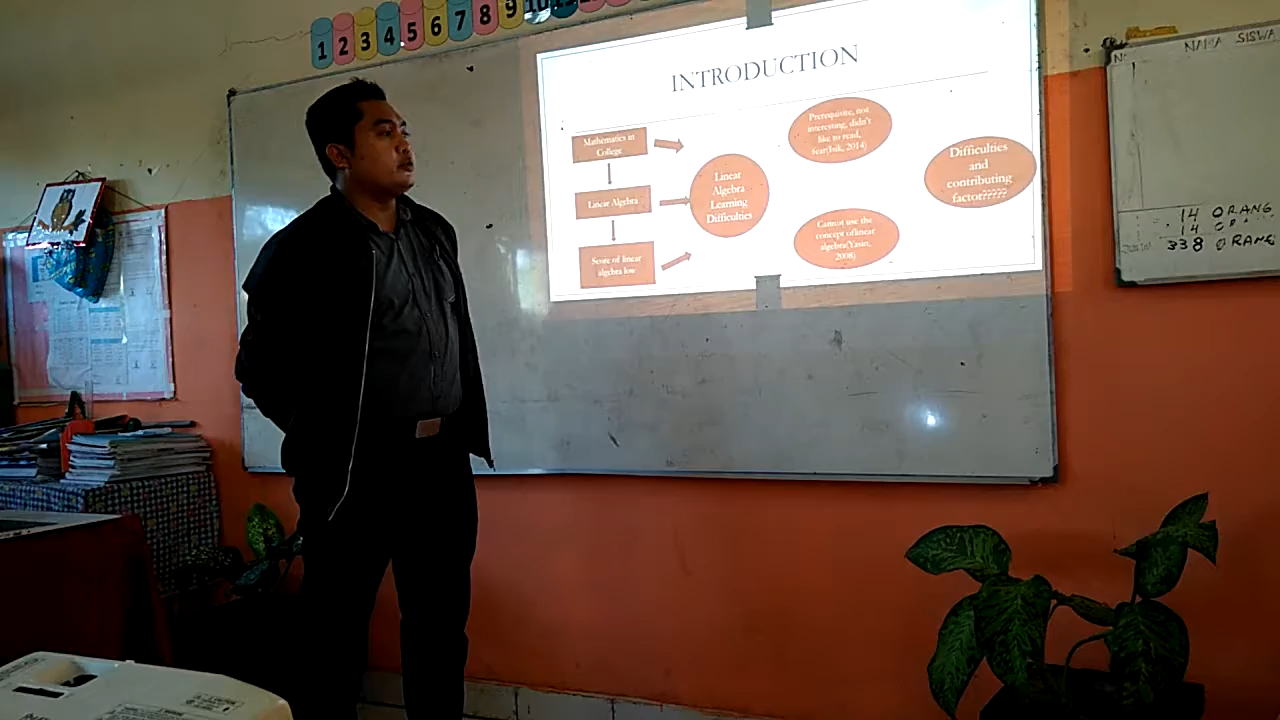 1 2 3 4 5 6 7 8 9 10
INTRODUCTION
Mathematics in
College
Linear Algebra
Score of linear
algebra low
Linear
Algebra
Learning
Difficulties
Prerequisite, not
interesting, didn't
like to read,
fear(Isik, 2014)
Cannot use the
concept of linear
algebra(Yasin,
2008)
Difficulties
and
contributing
factor?????
NAMA SISWA
14 ORANG
14
338 ORANG